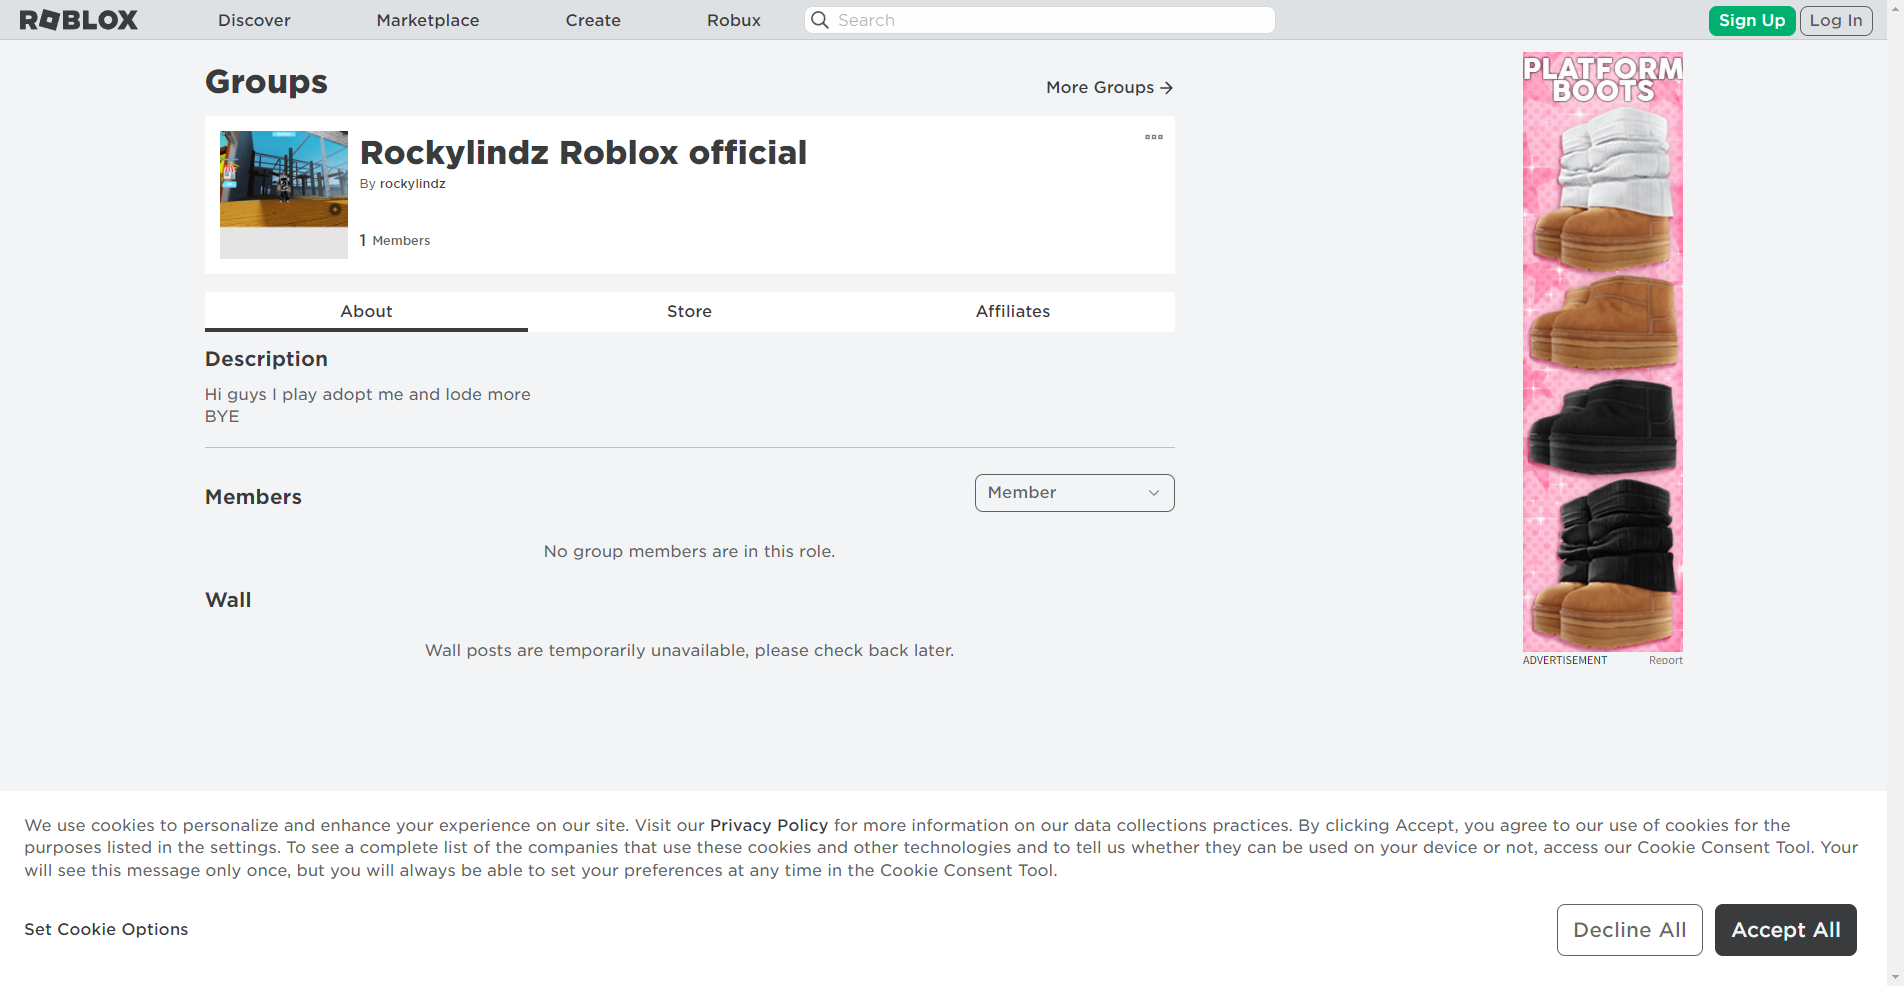 ROBLOX
Discover
Marketplace
Create
Robux
Search
Sign Up
Log In
Groups
More Groups
Rockylindz Roblox official
By rockylindz
1 Members
About
Store
Affiliates
Description
Hi guys I play adopt me and lode more
BYE
Members
Member
No group members are in this role.
Wall
Wall posts are temporarily unavailable, please check back later.
PLATFORM
BOOTS
ADVERTISEMENT
Report
We use cookies to personalize and enhance your experience on our site. Visit our Privacy Policy for more information on our data collections practices. By clicking Accept, you agree to our use of cookies for the
purposes listed in the settings. To see a complete list of the companies that use these cookies and other technologies and to tell us whether they can be used on your device or not, access our Cookie Consent Tool. Your
will see this message only once, but you will always be able to set your preferences at any time in the Cookie Consent Tool.
Set Cookie Options
Decline All
Accept All